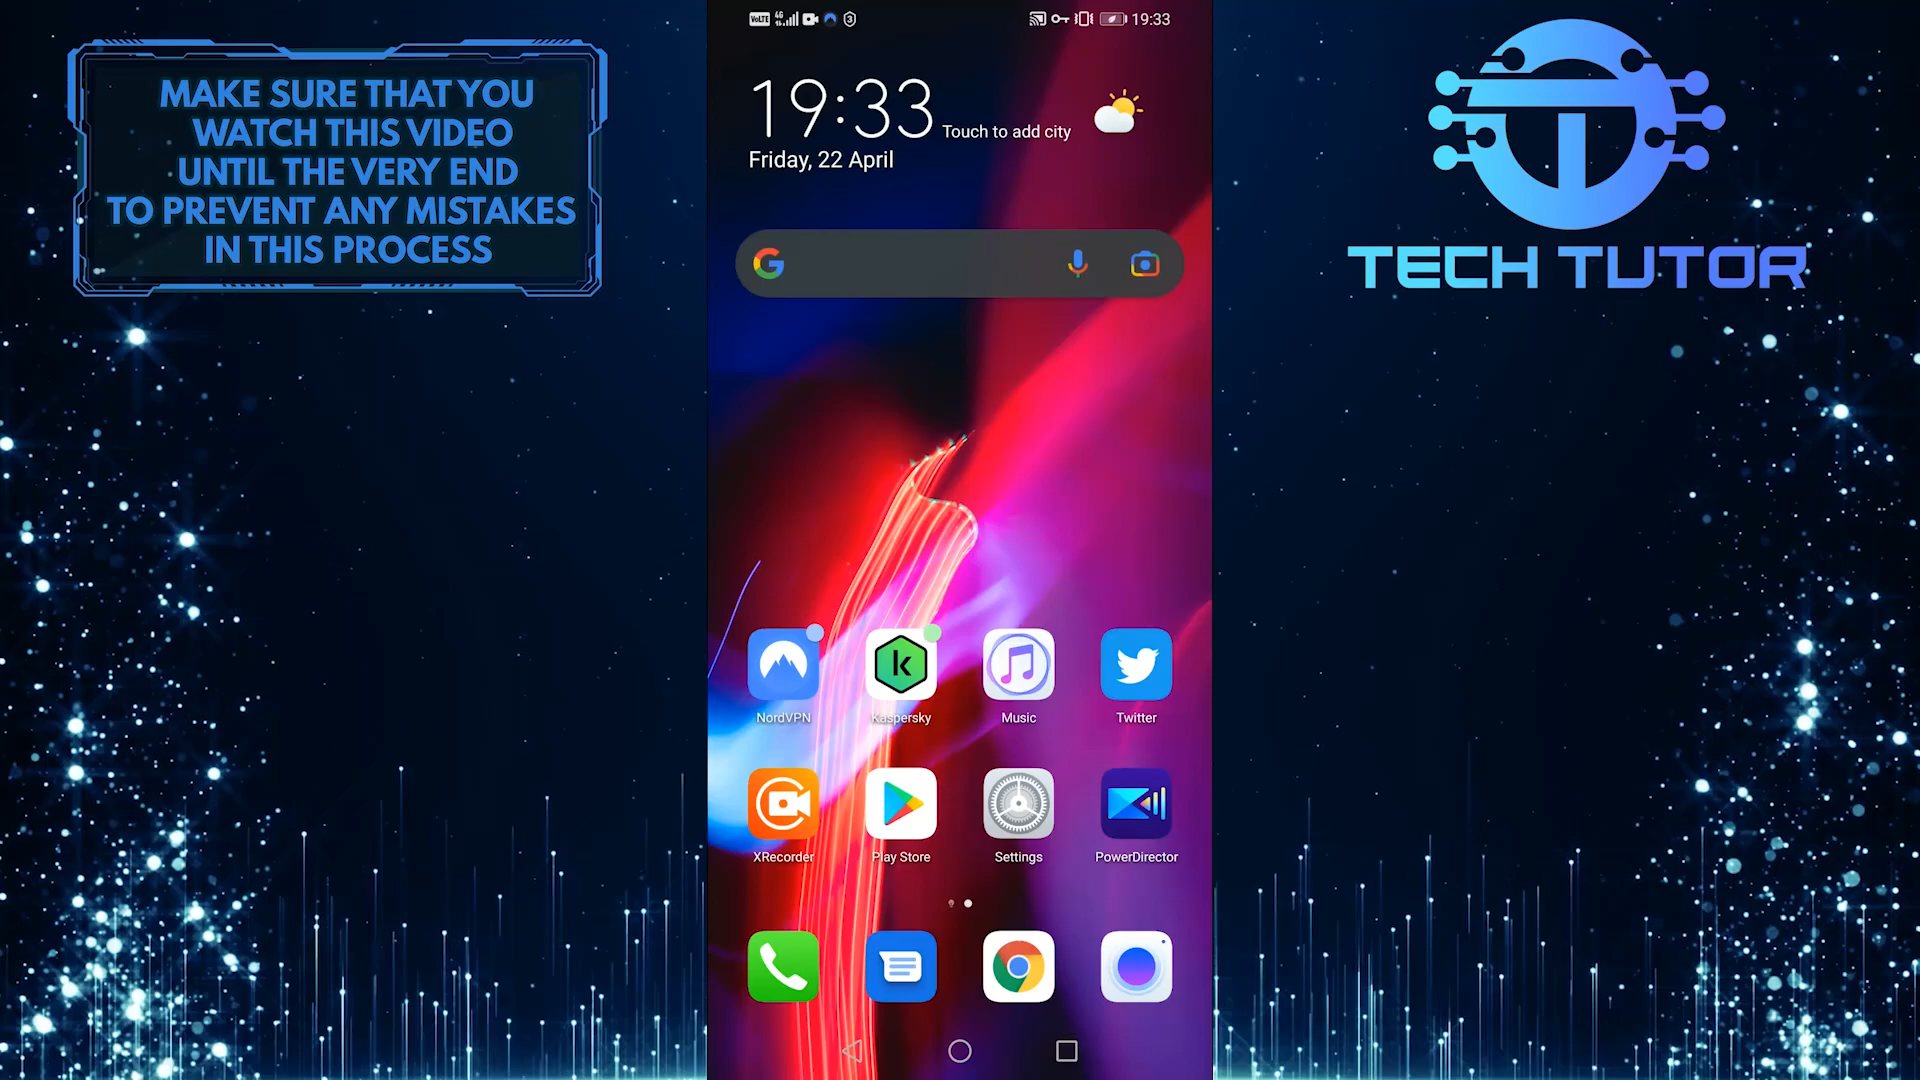 MAKE SURE THAT YOU
WATCH THIS VIDEO
UNTIL THE VERY END
TO PREVENT ANY MISTAKES
IN THIS PROCESS
VoLTE 4G 19:33
19:33 Touch to add city
Friday, 22 April
TECH TUTOR
NordVPN Kaspersky Music Twitter
XRecorder Play Store Settings PowerDirector